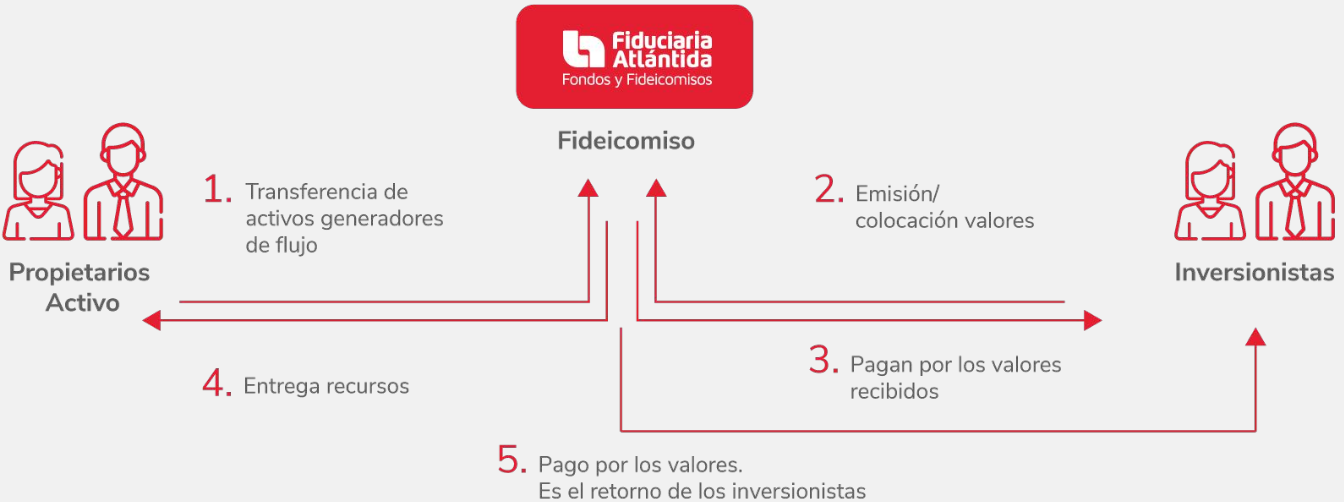 Fiduciaria
Atlántida
Fondos y Fideicomisos
Fideicomiso
Propietarios
Activo
1. Transferencia de
activos generadores
de flujo
2. Emisión/
colocación valores
Inversionistas
4. Entrega recursos
3. Pagan por los valores
recibidos
5. Pago por los valores.
Es el retorno de los inversionistas